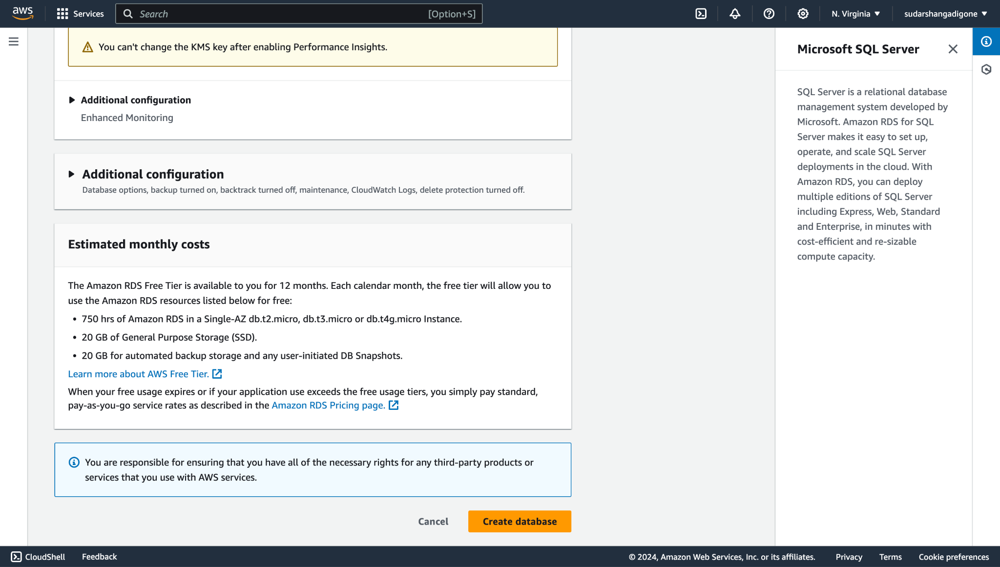 aws
Services
Search
[Option+S]
N. Virginia
sudarshangadigone
You can't change the KMS key after enabling Performance Insights.
Additional configuration
Enhanced Monitoring
Additional configuration
Database options, backup turned on, backtrack turned off, maintenance, CloudWatch Logs, delete protection turned off.
Estimated monthly costs
The Amazon RDS Free Tier is available to you for 12 months. Each calendar month, the free tier will allow you to
use the Amazon RDS resources listed below for free:
• 750 hrs of Amazon RDS in a Single-AZ db.t2.micro, db.t3.micro or db.t4g.micro Instance.
• 20 GB of General Purpose Storage (SSD).
• 20 GB for automated backup storage and any user-initiated DB Snapshots.
Learn more about AWS Free Tier.
When your free usage expires or if your application use exceeds the free usage tiers, you simply pay standard,
pay-as-you-go service rates as described in the Amazon RDS Pricing page.
You are responsible for ensuring that you have all of the necessary rights for any third-party products or
services that you use with AWS services.
Cancel
Create database
Microsoft SQL Server
SQL Server is a relational database
management system developed by
Microsoft. Amazon RDS for SQL
Server makes it easy to set up,
operate, and scale SQL Server
deployments in the cloud. With
Amazon RDS, you can deploy
multiple editions of SQL Server
including Express, Web, Standard
and Enterprise, in minutes with
cost-efficient and re-sizable
compute capacity.
CloudShell
Feedback
© 2024, Amazon Web Services, Inc. or its affiliates.
Privacy
Terms
Cookie preferences